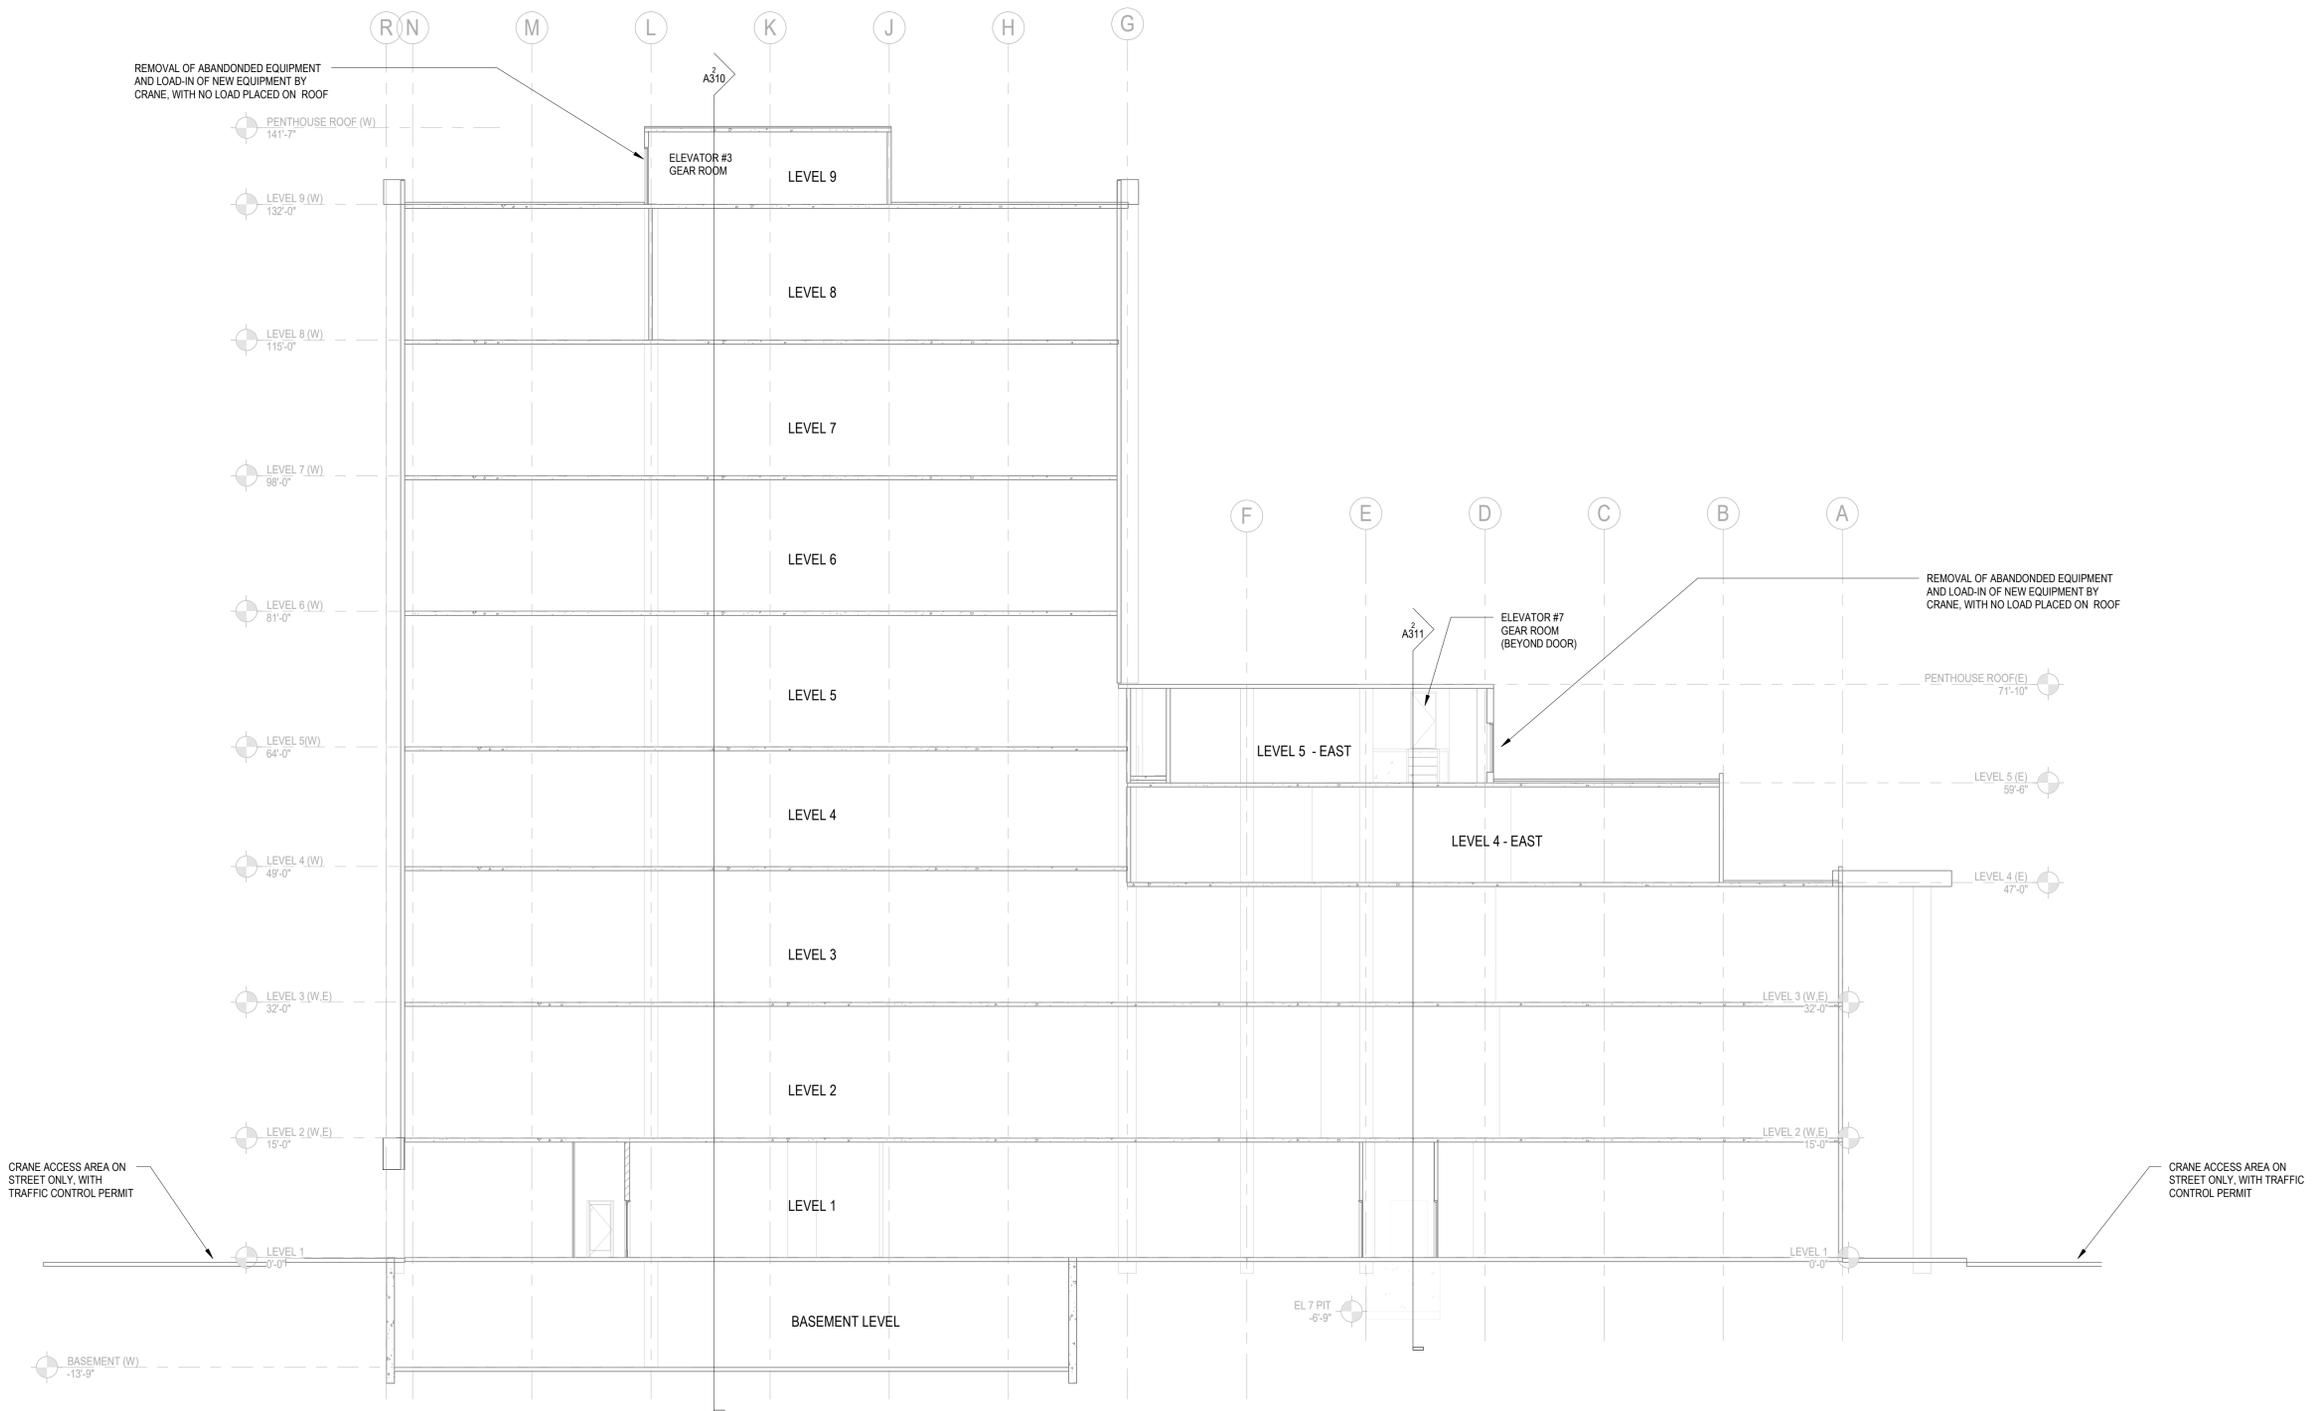 R N M L K J H G
REMOVAL OF ABANDONDED EQUIPMENT
AND LOAD-IN OF NEW EQUIPMENT BY
CRANE, WITH NO LOAD PLACED ON ROOF
2
A310
PENTHOUSE ROOF (W)
141'-7"
ELEVATOR #3
GEAR ROOM
LEVEL 9
LEVEL 9 (W)
132'-0"
LEVEL 8
LEVEL 8 (W)
115'-0"
LEVEL 7
LEVEL 7 (W)
98'-0"
F E D C B A
LEVEL 6
LEVEL 6 (W)
81'-0"
REMOVAL OF ABANDONDED EQUIPMENT
AND LOAD-IN OF NEW EQUIPMENT BY
CRANE, WITH NO LOAD PLACED ON ROOF
2
A311
ELEVATOR #7
GEAR ROOM
(BEYOND DOOR)
PENTHOUSE ROOF(E)
71'-10"
LEVEL 5
LEVEL 5(W)
64'-0"
LEVEL 5 - EAST
LEVEL 5 (E)
59'-6"
LEVEL 4
LEVEL 4 - EAST
LEVEL 4 (W)
49'-0"
LEVEL 4 (E)
47'-0"
LEVEL 3
LEVEL 3 (W,E)
32'-0"
LEVEL 3 (W,E)
32'-0"
LEVEL 2
LEVEL 2 (W,E)
15'-0"
LEVEL 2 (W,E)
15'-0"
CRANE ACCESS AREA ON
STREET ONLY, WITH
TRAFFIC CONTROL PERMIT
LEVEL 1
CRANE ACCESS AREA ON
STREET ONLY, WITH TRAFFIC
CONTROL PERMIT
LEVEL 1
0'-0"
LEVEL 1
0'-0"
EL 7 PIT
-6'-9"
BASEMENT LEVEL
BASEMENT (W)
-13'-9"